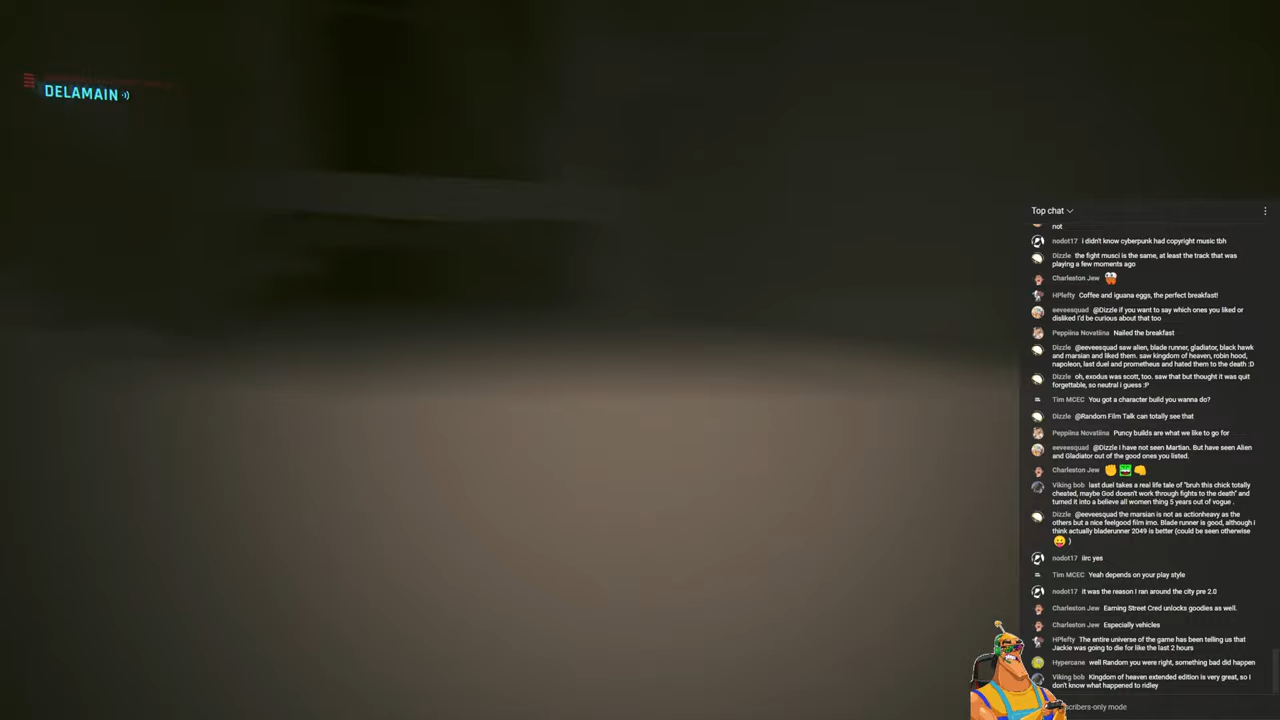 DELAMAIN
Top chat
not
nodot17 i didn't know cyberpunk had copyright music tbh
Dizzle the fight musci is the same, at least the track that was
playing a few moments ago
Charleston Jew
HPlefty Coffee and iguana eggs, the perfect breakfast!
eeveesquad @Dizzle if you want to say which ones you liked or
disliked I'd be curious about that too
Peppiina Novatiina Nailed the breakfast
Dizzle @eeveesquad saw alien, blade runner, gladiator, black hawk
and marsian and liked them. saw kingdom of heaven, robin hood,
napoleon, last duel and prometheus and hated them to the death :D
Dizzle oh, exodus was scott, too. saw that but thought it was quit
forgettable, so neutral i guess :P
Tim MCEC You got a character build you wanna do?
Dizzle @Random Film Talk can totally see that
Peppiina Novatiina Puncy builds are what we like to go for
eeveesquad @Dizzle I have not seen Martian. But have seen Alien
and Gladiator out of the good ones you listed.
Charleston Jew
Viking bob last duel takes a real life tale of "bruh this chick totally
cheated, maybe God doesn't work through fights to the death" and
turned it into a believe all women thing 5 years out of vogue .
Dizzle @eeveesquad the marsian is not as actionheavy as the
others but a nice feelgood film imo. Blade runner is good, although i
think actually bladerunner 2049 is better (could be seen otherwise
)
nodot17 iirc yes
Tim MCEC Yeah depends on your play style
nodot17 it was the reason I ran around the city pre 2.0
Charleston Jew Earning Street Cred unlocks goodies as well.
Charleston Jew Especially vehicles
HPlefty The entire universe of the game has been telling us that
Jackie was going to die for like the last 2 hours
Hypercane well Random you were right, something bad did happen
Viking bob Kingdom of heaven extended edition is very great, so I
don't know what happened to ridley
scribers-only mode